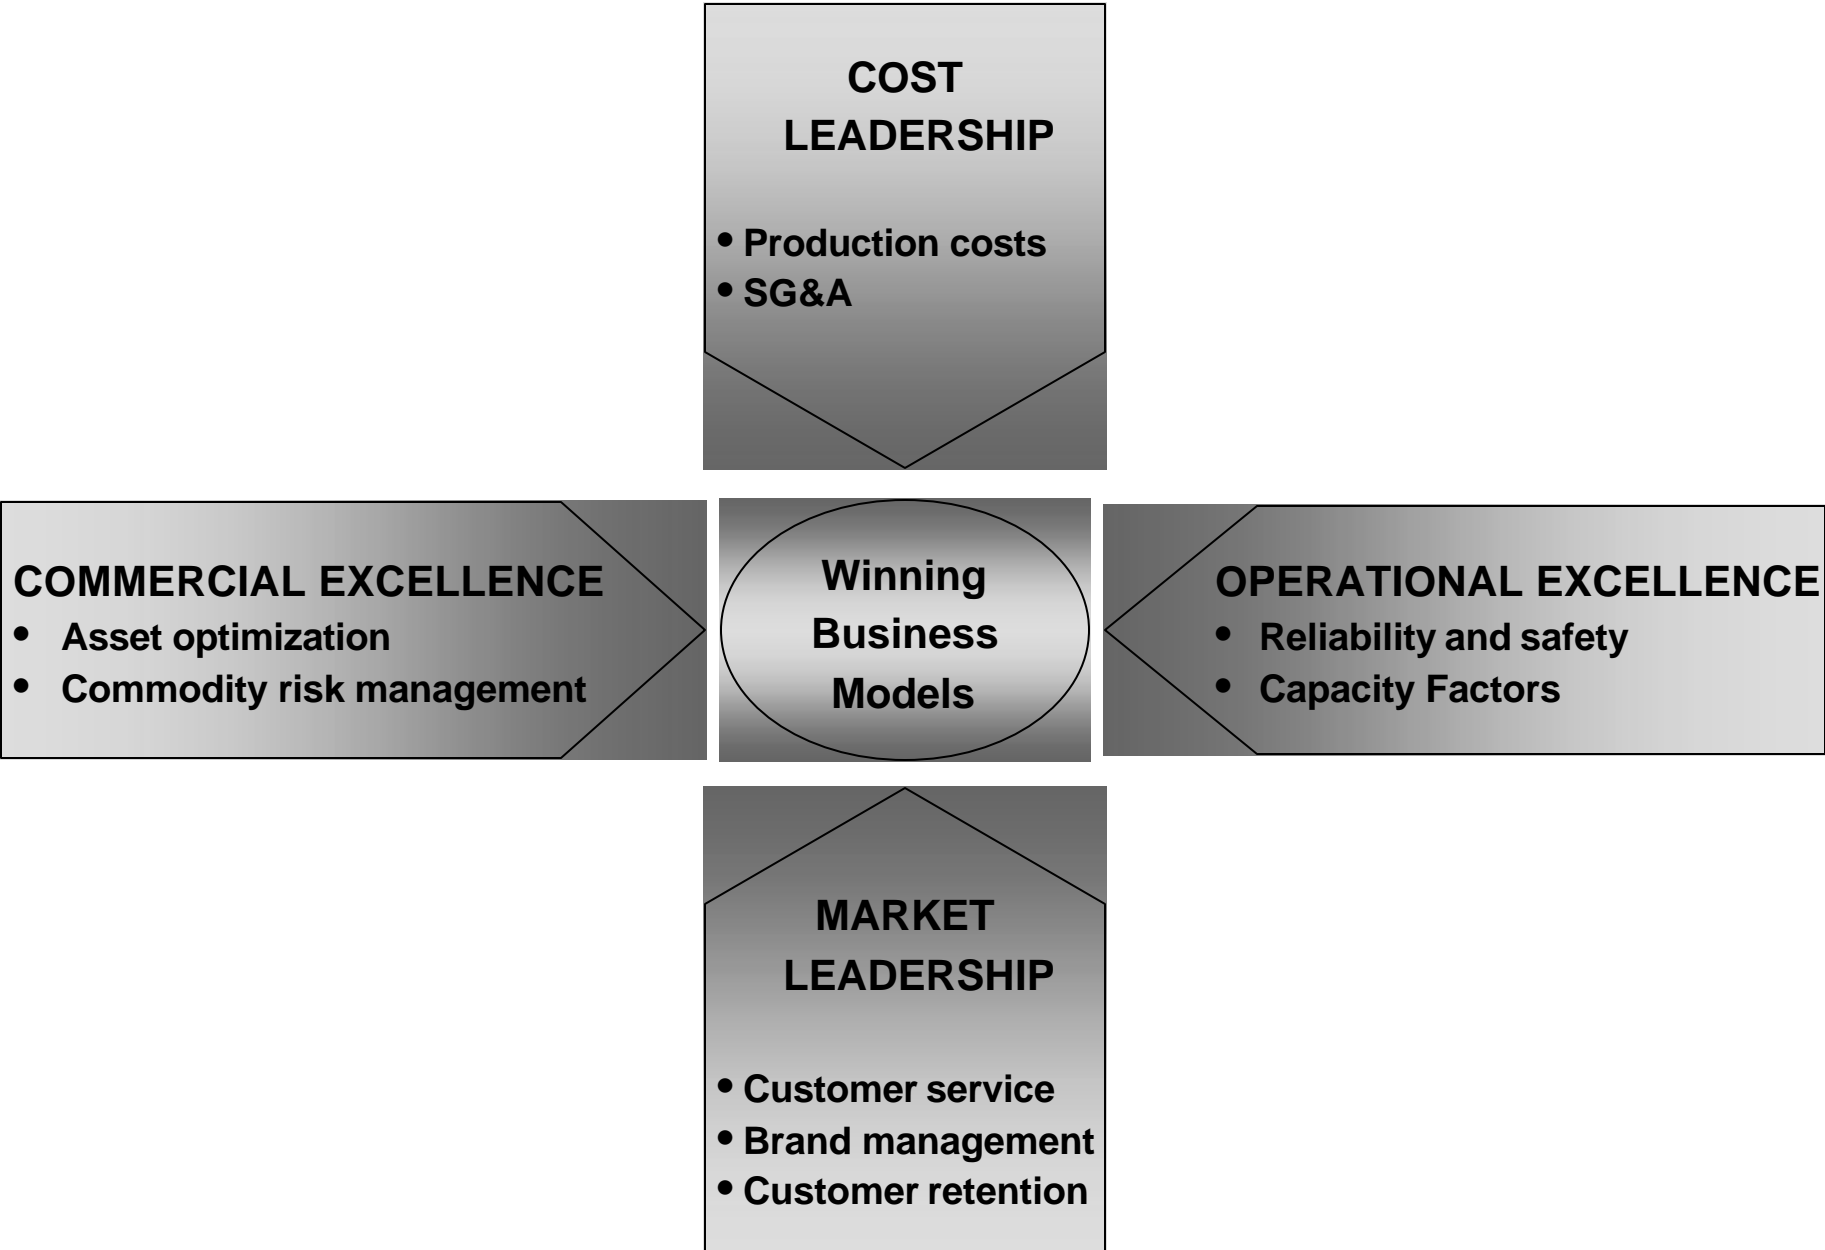 COST
LEADERSHIP
• Production costs
• SG&A
COMMERCIAL EXCELLENCE
• Asset optimization
• Commodity risk management
Winning
Business
Models
OPERATIONAL EXCELLENCE
• Reliability and safety
• Capacity Factors
MARKET
LEADERSHIP
• Customer service
• Brand management
• Customer retention